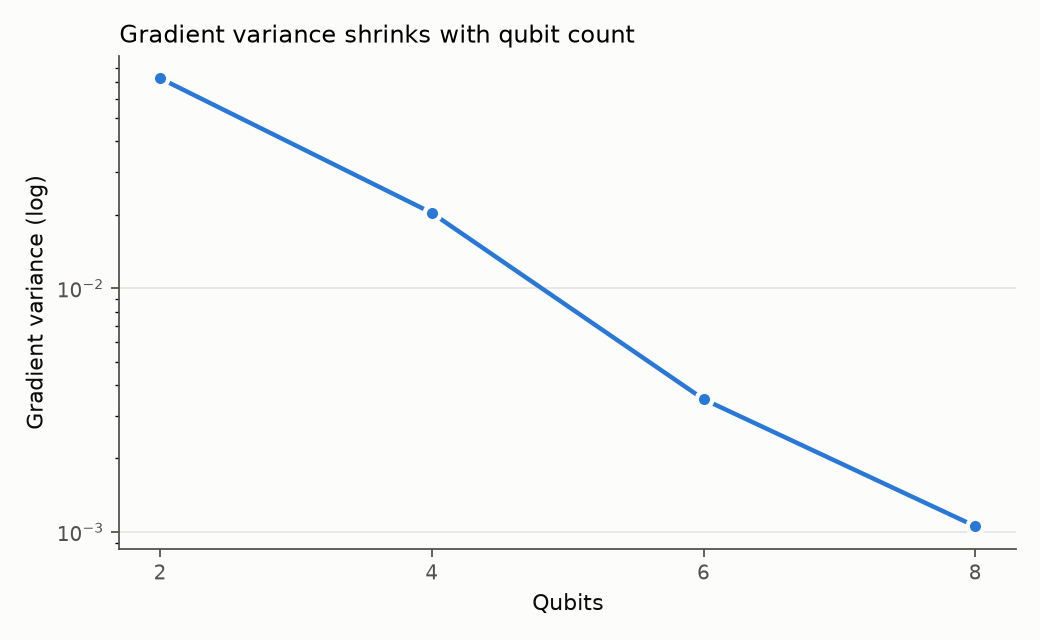 Gradient variance shrinks with qubit count
Gradient variance (log)
10⁻²
10⁻³
2 4 6 8
Qubits